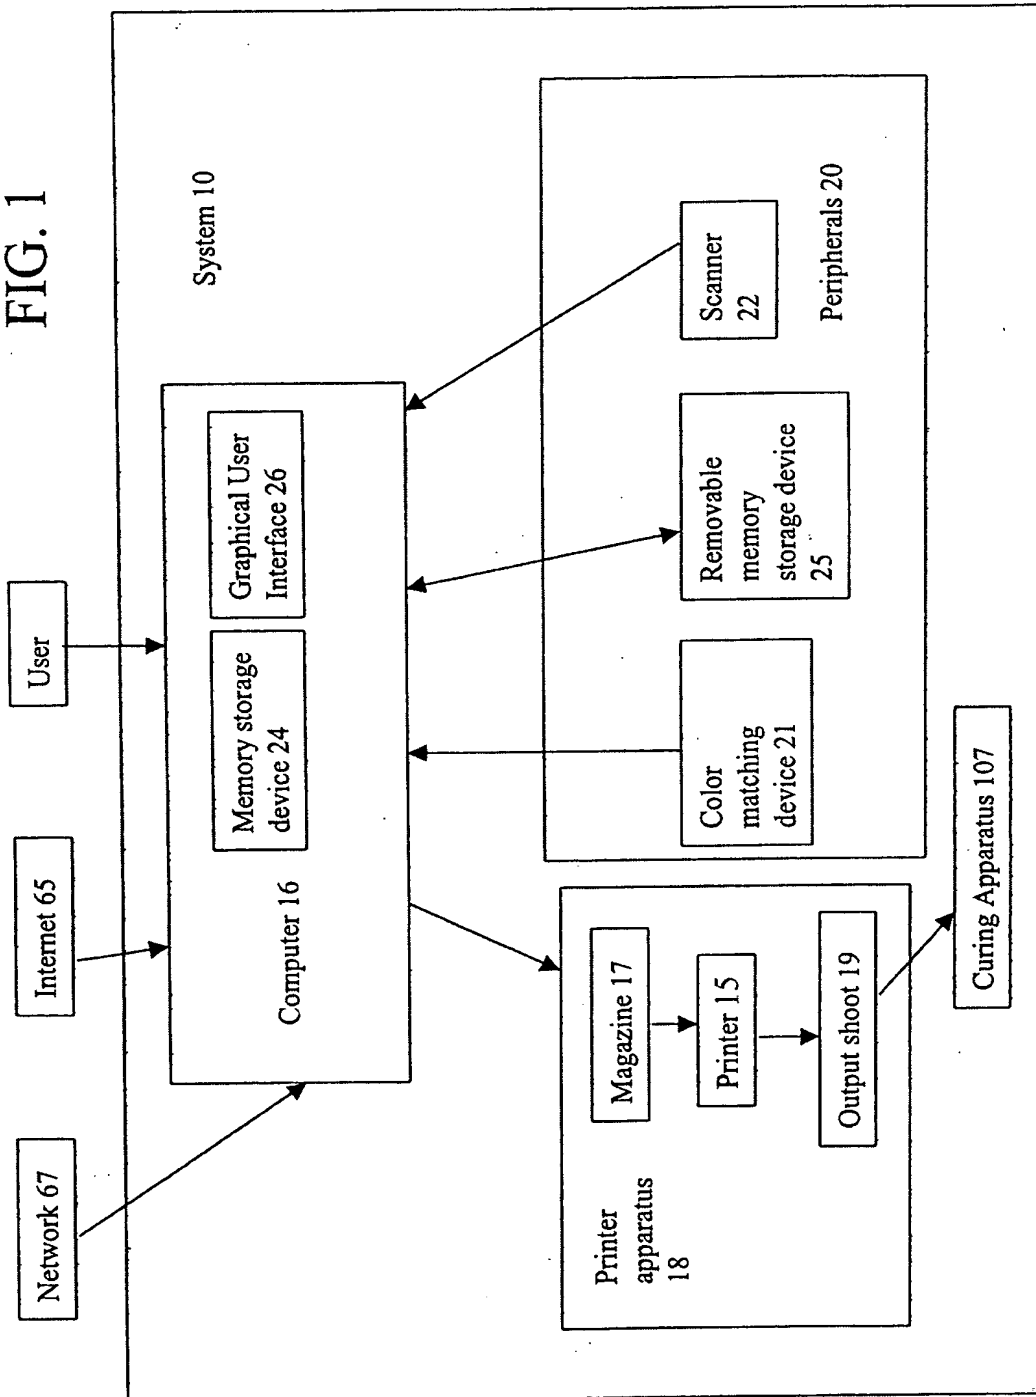 FIG. 1
Network 67
Internet 65
User
System 10
Computer 16
Memory storage
device 24
Graphical User
Interface 26
Printer
apparatus
18
Magazine 17
Printer 15
Output shoot 19
Color
matching
device 21
Removable
memory
storage device
25
Scanner
22
Peripherals 20
Curing Apparatus 107